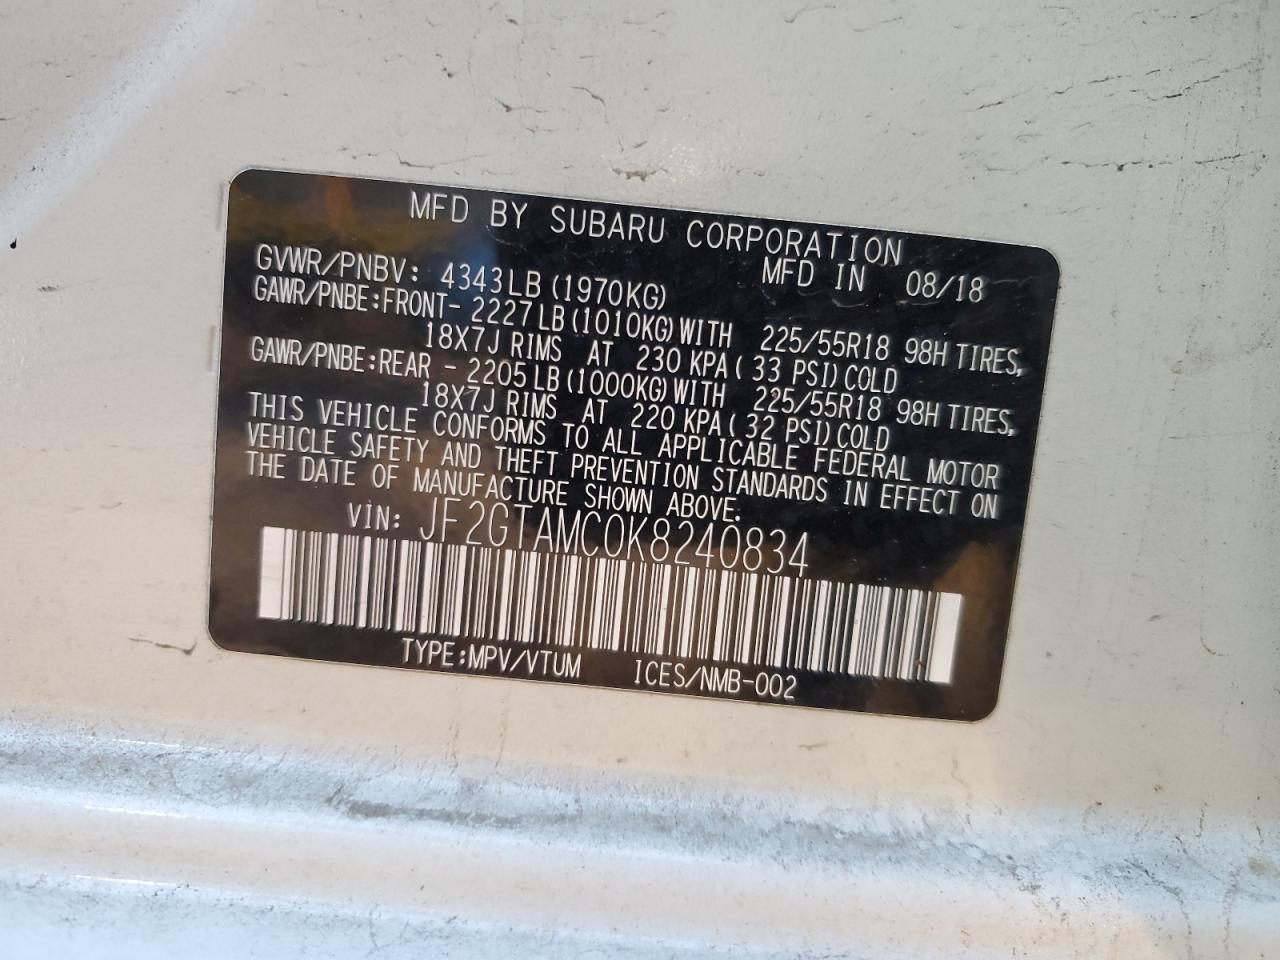 MFD BY SUBARU CORPORATION
MFD IN 08/18
GVWR/PNBV: 4343LB (1970KG)
GAWR/PNBE:FRONT- 2227LB (1010KG) WITH 225/55R18 98H TIRES,
18X7J RIMS AT 230 KPA ( 33 PSI) COLD
GAWR/PNBE:REAR - 2205LB (1000KG) WITH 225/55R18 98H TIRES,
18X7J RIMS AT 220 KPA ( 32 PSI) COLD
THIS VEHICLE CONFORMS TO ALL APPLICABLE FEDERAL MOTOR
VEHICLE SAFETY AND THEFT PREVENTION STANDARDS IN EFFECT ON
THE DATE OF MANUFACTURE SHOWN ABOVE.
VIN: JF2GTAMC0K8240834
TYPE:MPV/VTUM ICES/NMB-002